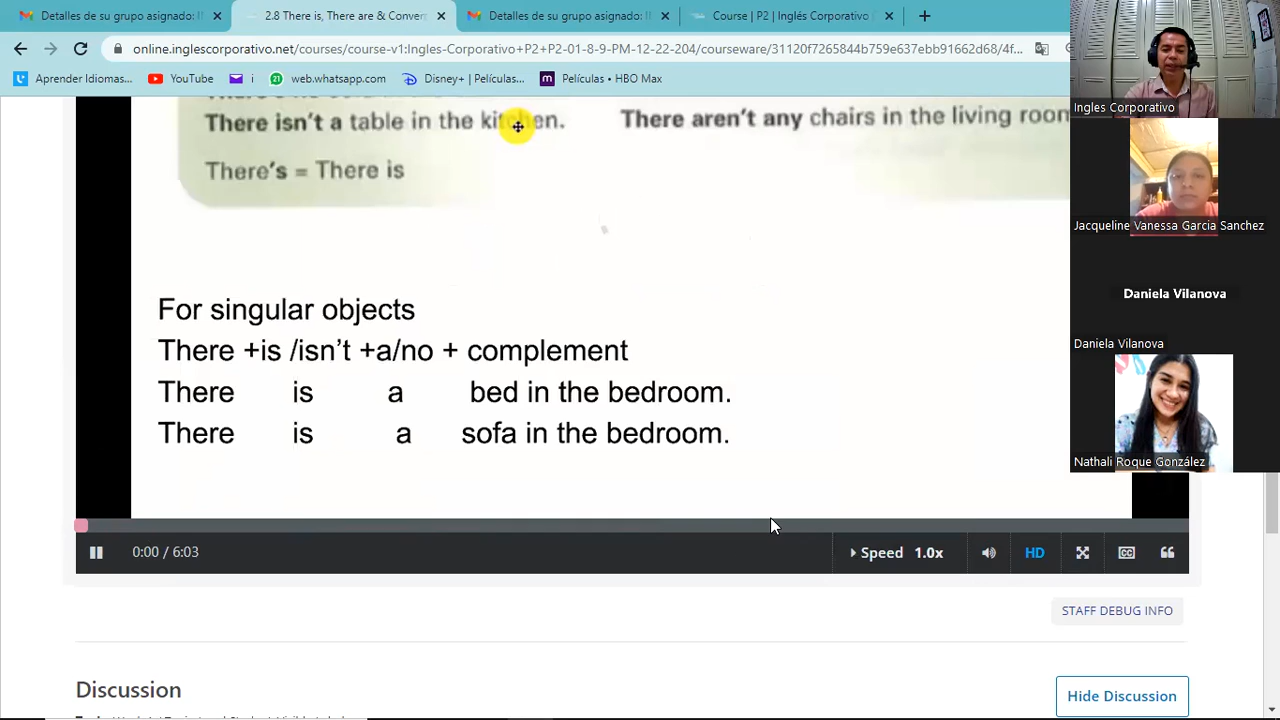 Detalles de su grupo asignado: I
2.8 There is, There are & Conver
Detalles de su grupo asignado: I
Course | P2 | Inglés Corporativo
online.inglescorporativo.net/courses/course-v1:Ingles-Corporativo+P2+P2-01-8-9-PM-12-22-204/courseware/31120f7265844b759ed87ebb91662d68/4f...
Aprender Idiomas...
YouTube
i
21
web.whatsapp.com
Disney+ | Películas...
Películas • HBO Max
Ingles Corporativo
There isn't a table in the kitchen.
There aren't any chairs in the living room
There's = There is
Jacqueline Vanessa Garcia Sanchez
Daniela Vilanova
Daniela Vilanova
For singular objects
There +is /isn't +a/no + complement
There is a bed in the bedroom.
There is a sofa in the bedroom.
Nathali Roque González
0:00 / 6:03
Speed 1.0x
HD
CC
STAFF DEBUG INFO
Discussion
Hide Discussion